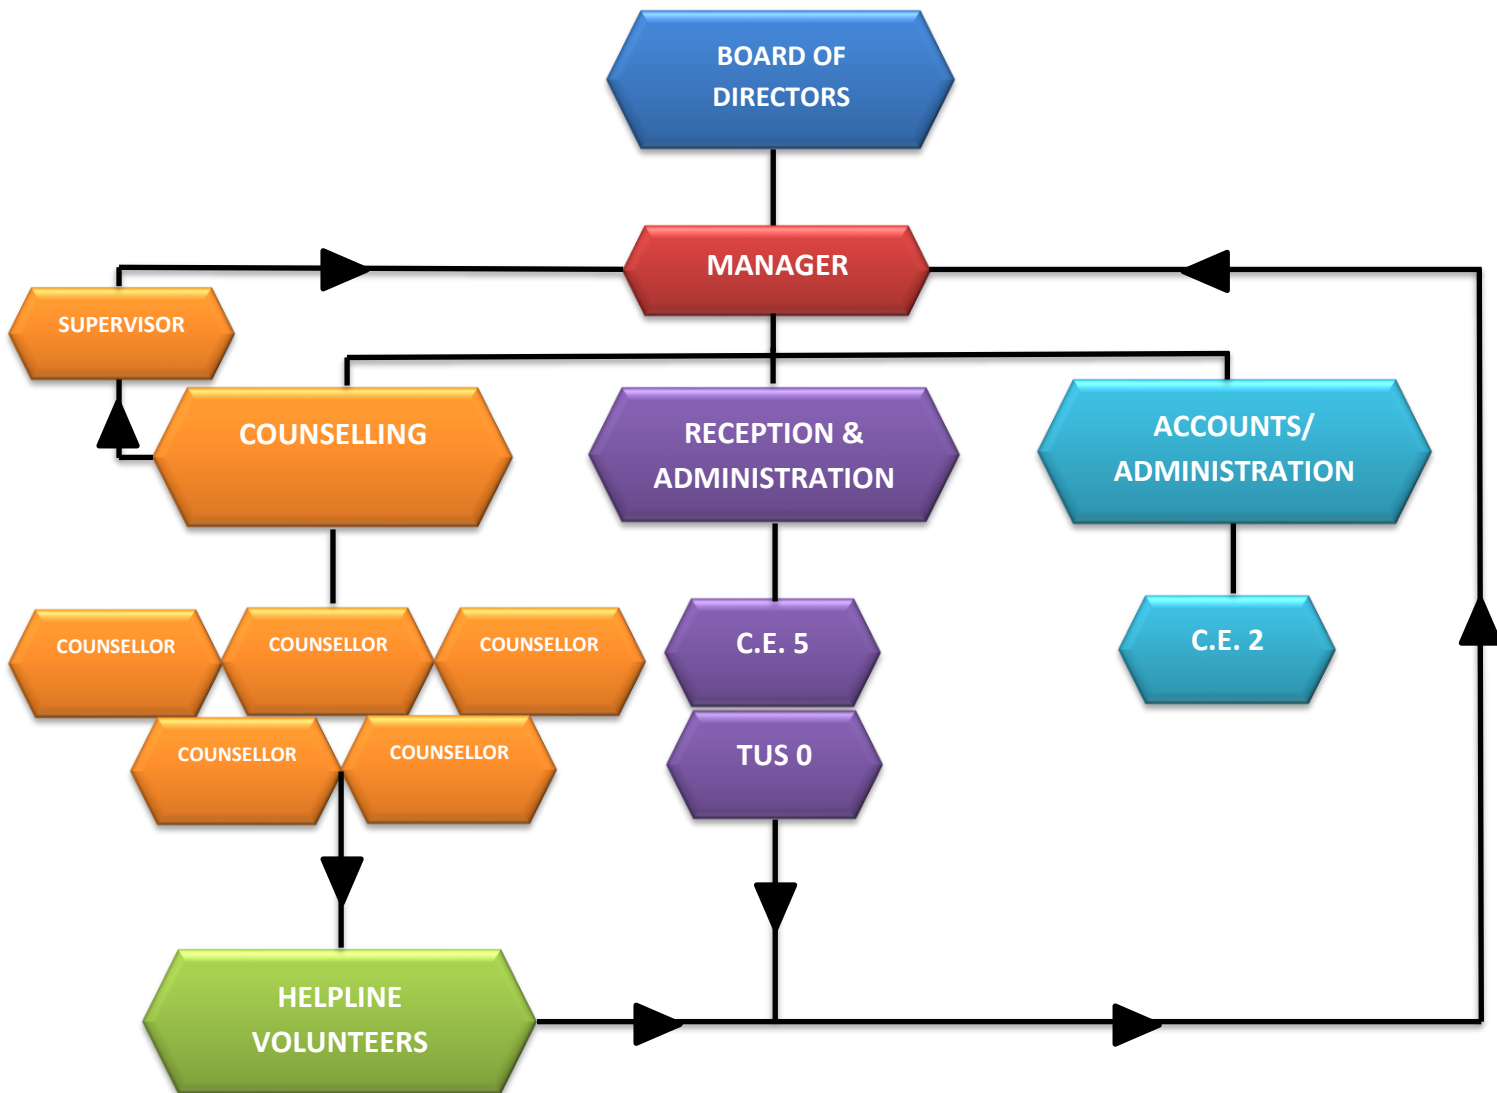 BOARD OF
DIRECTORS
MANAGER
SUPERVISOR
COUNSELLING
RECEPTION &
ADMINISTRATION
ACCOUNTS/
ADMINISTRATION
COUNSELLOR
COUNSELLOR
COUNSELLOR
C.E. 5
C.E. 2
COUNSELLOR
COUNSELLOR
TUS 0
HELPLINE
VOLUNTEERS